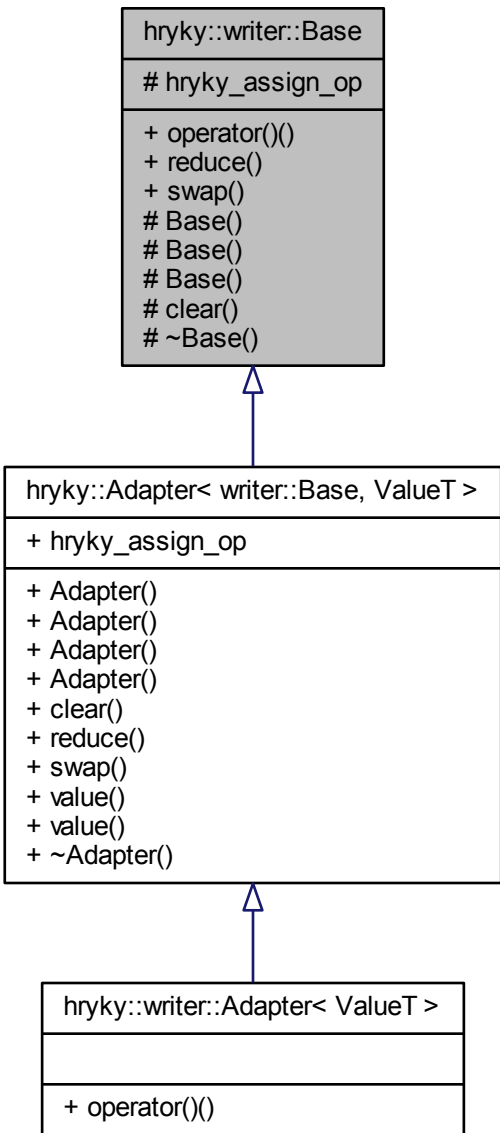 hryky::writer::Base
# hryky_assign_op
+ operator()()
+ reduce()
+ swap()
# Base()
# Base()
# Base()
# clear()
# ~Base()
hryky::Adapter< writer::Base, ValueT >
+ hryky_assign_op
+ Adapter()
+ Adapter()
+ Adapter()
+ Adapter()
+ clear()
+ reduce()
+ swap()
+ value()
+ value()
+ ~Adapter()
hryky::writer::Adapter< ValueT >
+ operator()()